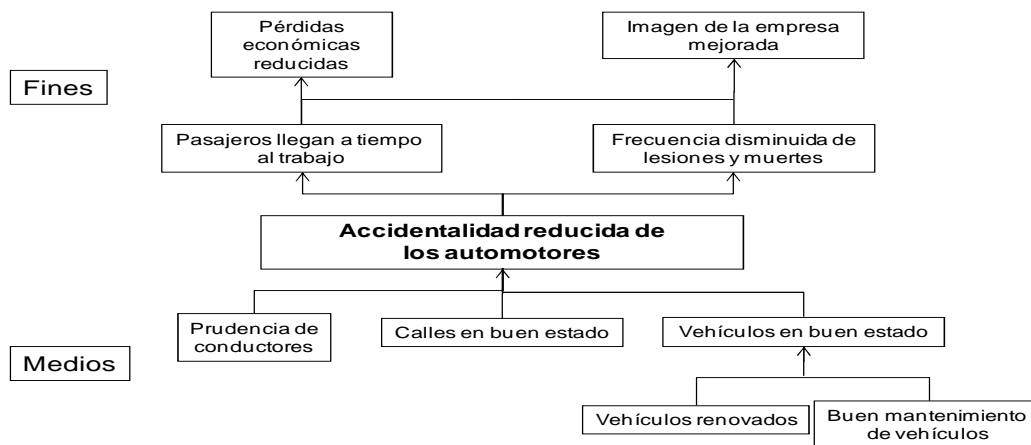 Pérdidas
económicas
reducidas
Imagen de la empresa
mejorada
Fines
Pasajeros llegan a tiempo
al trabajo
Frecuencia disminuida de
lesiones y muertes
Accidentalidad reducida de
los automotores
Prudencia de
conductores
Calles en buen estado
Vehículos en buen estado
Medios
Vehículos renovados
Buen mantenimiento
de vehículos